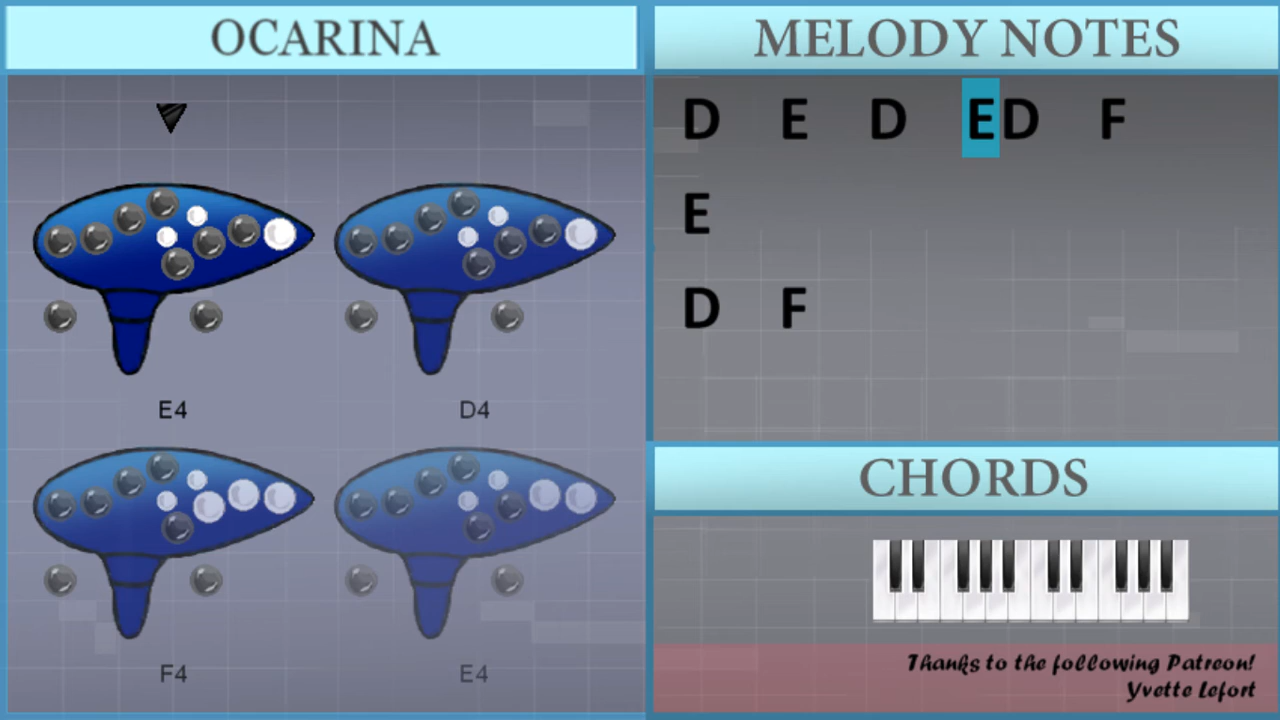 OCARINA
E4 D4
F4 E4
MELODY NOTES
D E D ED F
E
D F
CHORDS
Thanks to the following Patreon!
Yvette Lefort